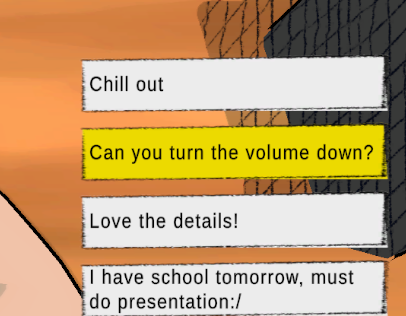 Chill out
Can you turn the volume down?
Love the details!
I have school tomorrow, must
do presentation:/